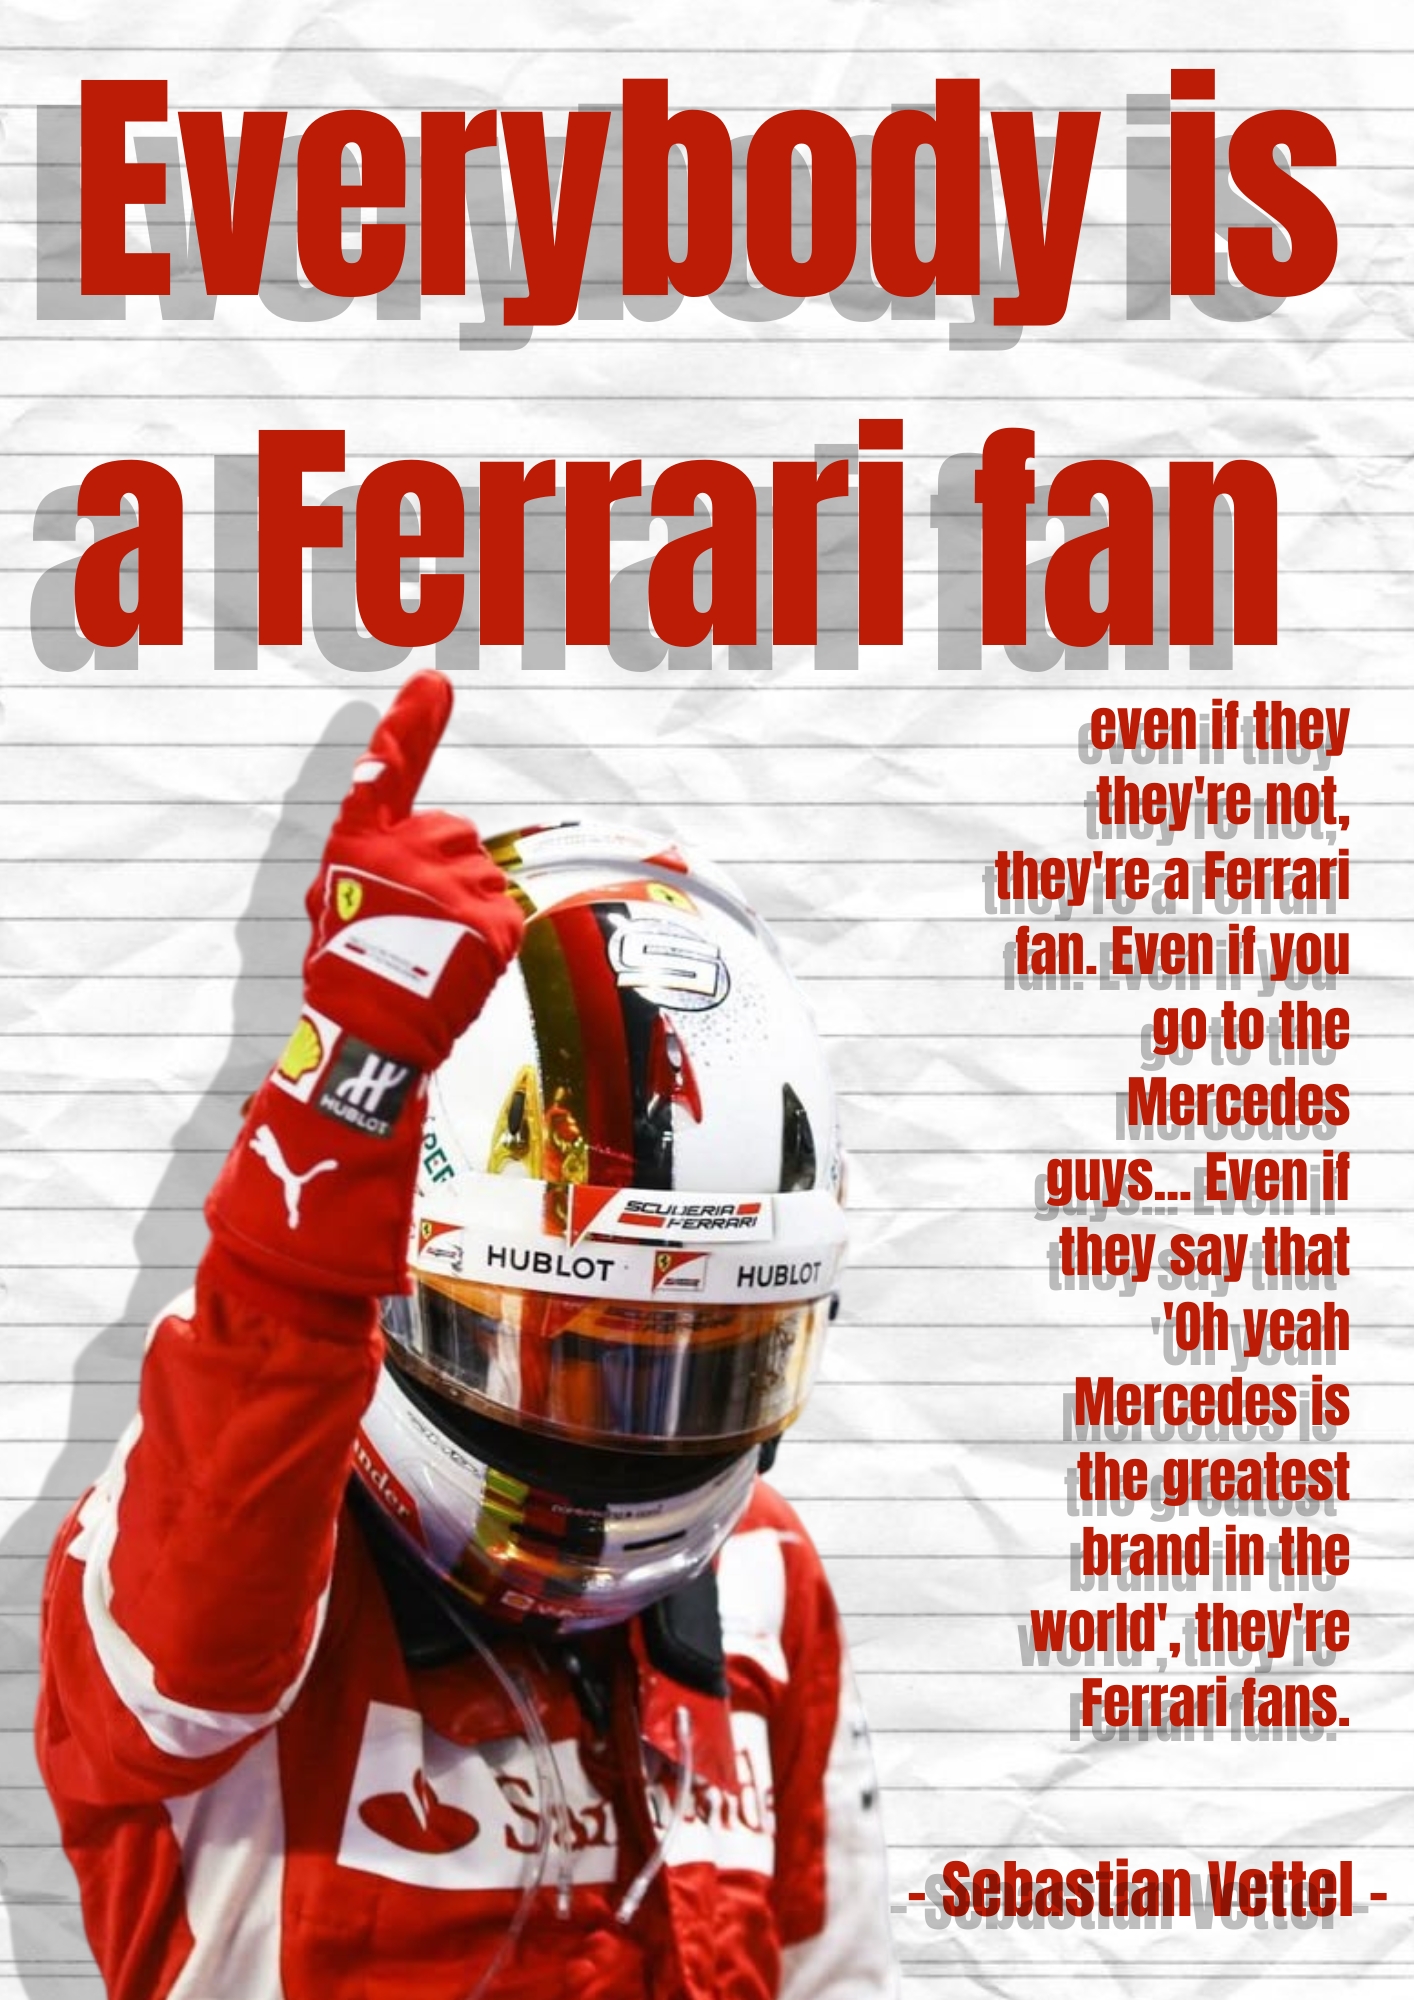 Everybody is
a Ferrari fan
even if they
they're not,
they're a Ferrari
fan. Even if you
go to the
Mercedes
guys... Even if
they say that
'Oh yeah
Mercedes is
the greatest
brand in the
world', they're
Ferrari fans.
- Sebastian Vettel -
HUBLOT
SCUDERIA
FERRARI
HUBLOT
HUBLOT
ander
Santande